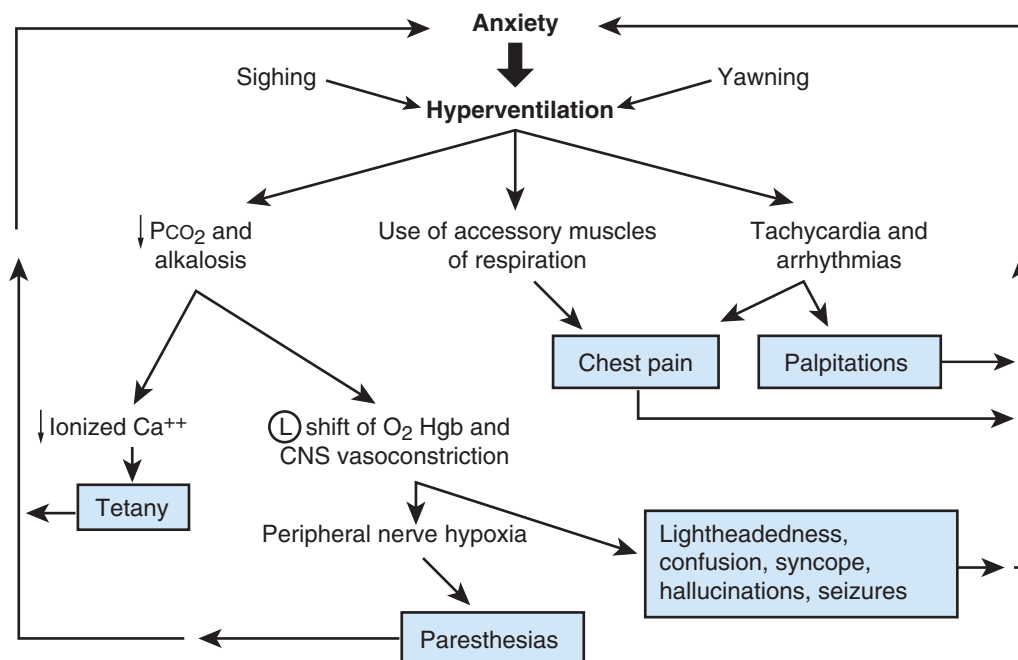 Anxiety
Sighing
Yawning
Hyperventilation
↓PCO₂ and
alkalosis
Use of accessory muscles
of respiration
Tachycardia and
arrhythmias
Chest pain
Palpitations
↓Ionized Ca⁺⁺
Ⓛ shift of O₂ Hgb and
CNS vasoconstriction
Tetany
Peripheral nerve hypoxia
Lightheadedness,
confusion, syncope,
hallucinations, seizures
Paresthesias